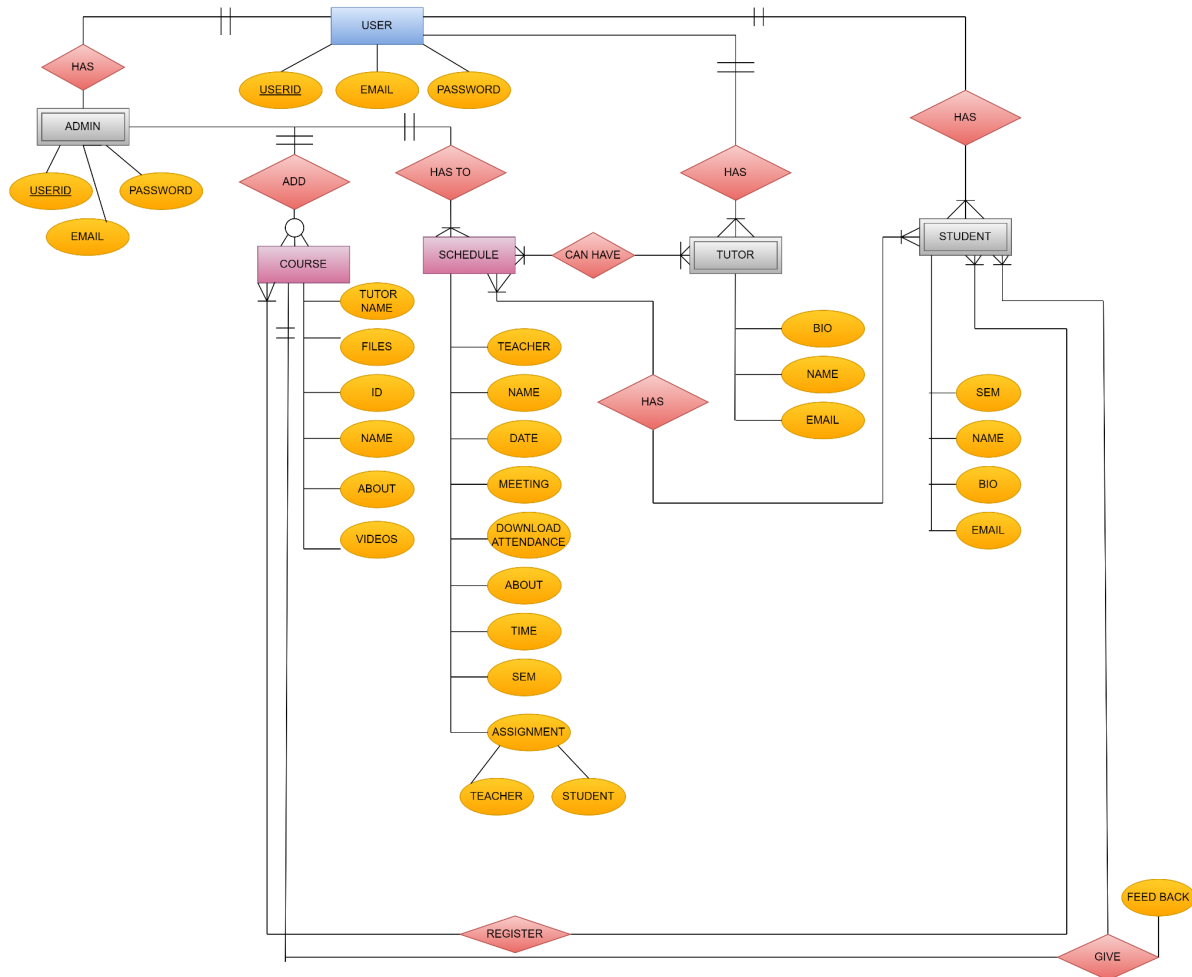 USER
HAS
USERID
EMAIL
PASSWORD
HAS
ADMIN
USERID
PASSWORD
EMAIL
ADD
HAS TO
HAS
COURSE
SCHEDULE
CAN HAVE
TUTOR
STUDENT
TUTOR
NAME
FILES
ID
NAME
ABOUT
VIDEOS
TEACHER
NAME
DATE
MEETING
DOWNLOAD
ATTENDANCE
ABOUT
TIME
SEM
ASSIGNMENT
TEACHER
STUDENT
HAS
BIO
NAME
EMAIL
SEM
NAME
BIO
EMAIL
FEED BACK
REGISTER
GIVE